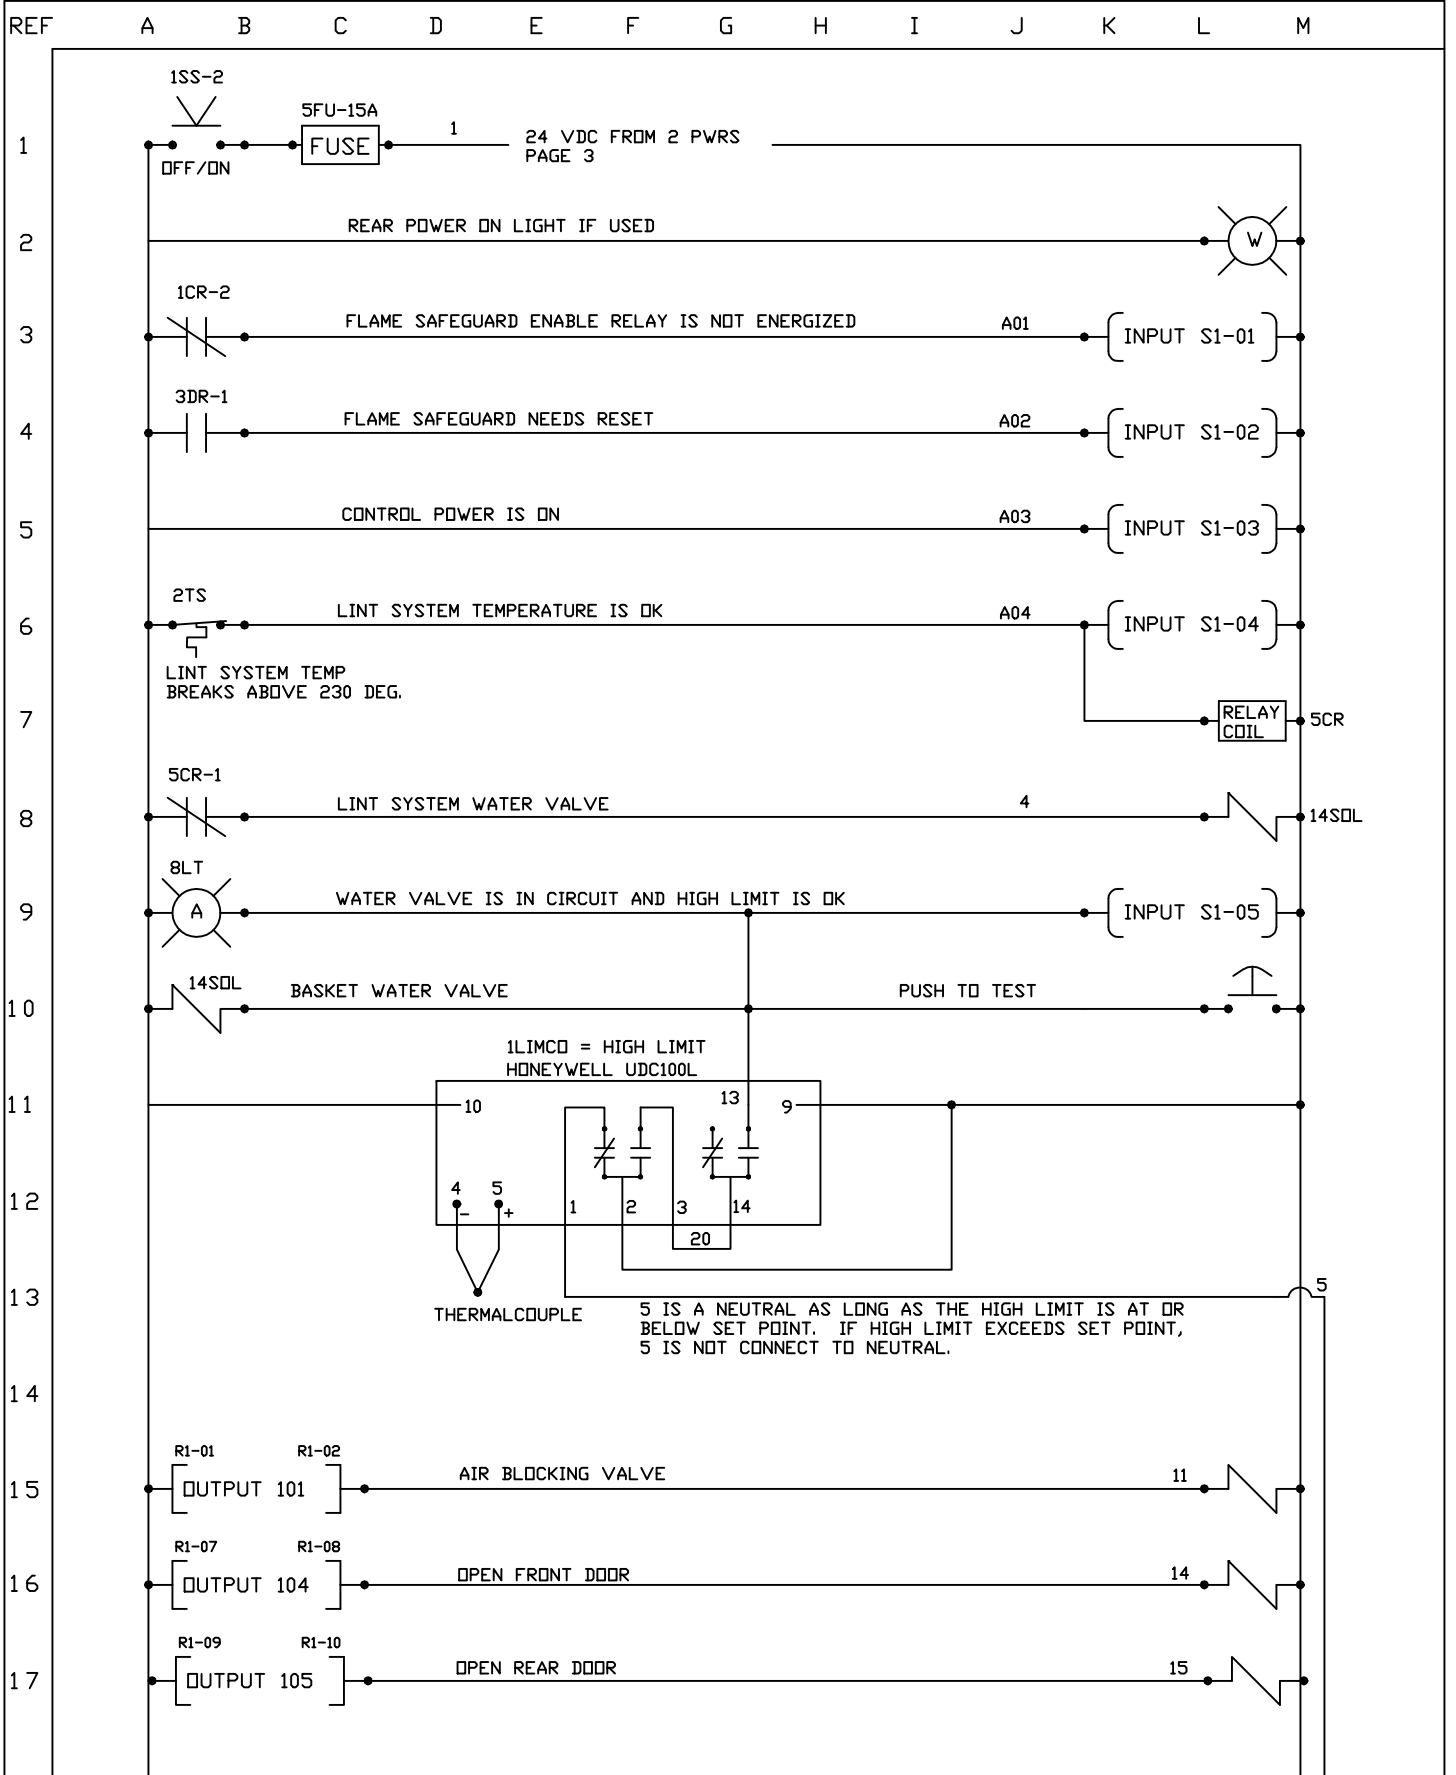 REF A B C D E F G H I J K L M
1SS-2
5FU-15A
1 FUSE 1 24 VDC FROM 2 PWRS
PAGE 3
OFF/ON
REAR POWER ON LIGHT IF USED
2 W
1CR-2
FLAME SAFEGUARD ENABLE RELAY IS NOT ENERGIZED A01
3 INPUT S1-01
3DR-1
FLAME SAFEGUARD NEEDS RESET A02
4 INPUT S1-02
CONTROL POWER IS ON A03
5 INPUT S1-03
2TS
LINT SYSTEM TEMPERATURE IS OK A04
6 INPUT S1-04
LINT SYSTEM TEMP
BREAKS ABOVE 230 DEG.
7 RELAY
COIL
5CR
5CR-1
LINT SYSTEM WATER VALVE 4
8 14SOL
8LT
WATER VALVE IS IN CIRCUIT AND HIGH LIMIT IS OK
9 A INPUT S1-05
14SOL BASKET WATER VALVE PUSH TO TEST
10
1LIMCO = HIGH LIMIT
HONEYWELL UDC100L
11 10 13 9
4 5
12 - + 1 2 3 14
20
13 5
THERMALCOUPLE
5 IS A NEUTRAL AS LONG AS THE HIGH LIMIT IS AT OR
BELOW SET POINT. IF HIGH LIMIT EXCEEDS SET POINT,
5 IS NOT CONNECT TO NEUTRAL.
14
R1-01 R1-02
AIR BLOCKING VALVE 11
15 OUTPUT 101
R1-07 R1-08
OPEN FRONT DOOR 14
16 OUTPUT 104
R1-09 R1-10
OPEN REAR DOOR 15
17 OUTPUT 105